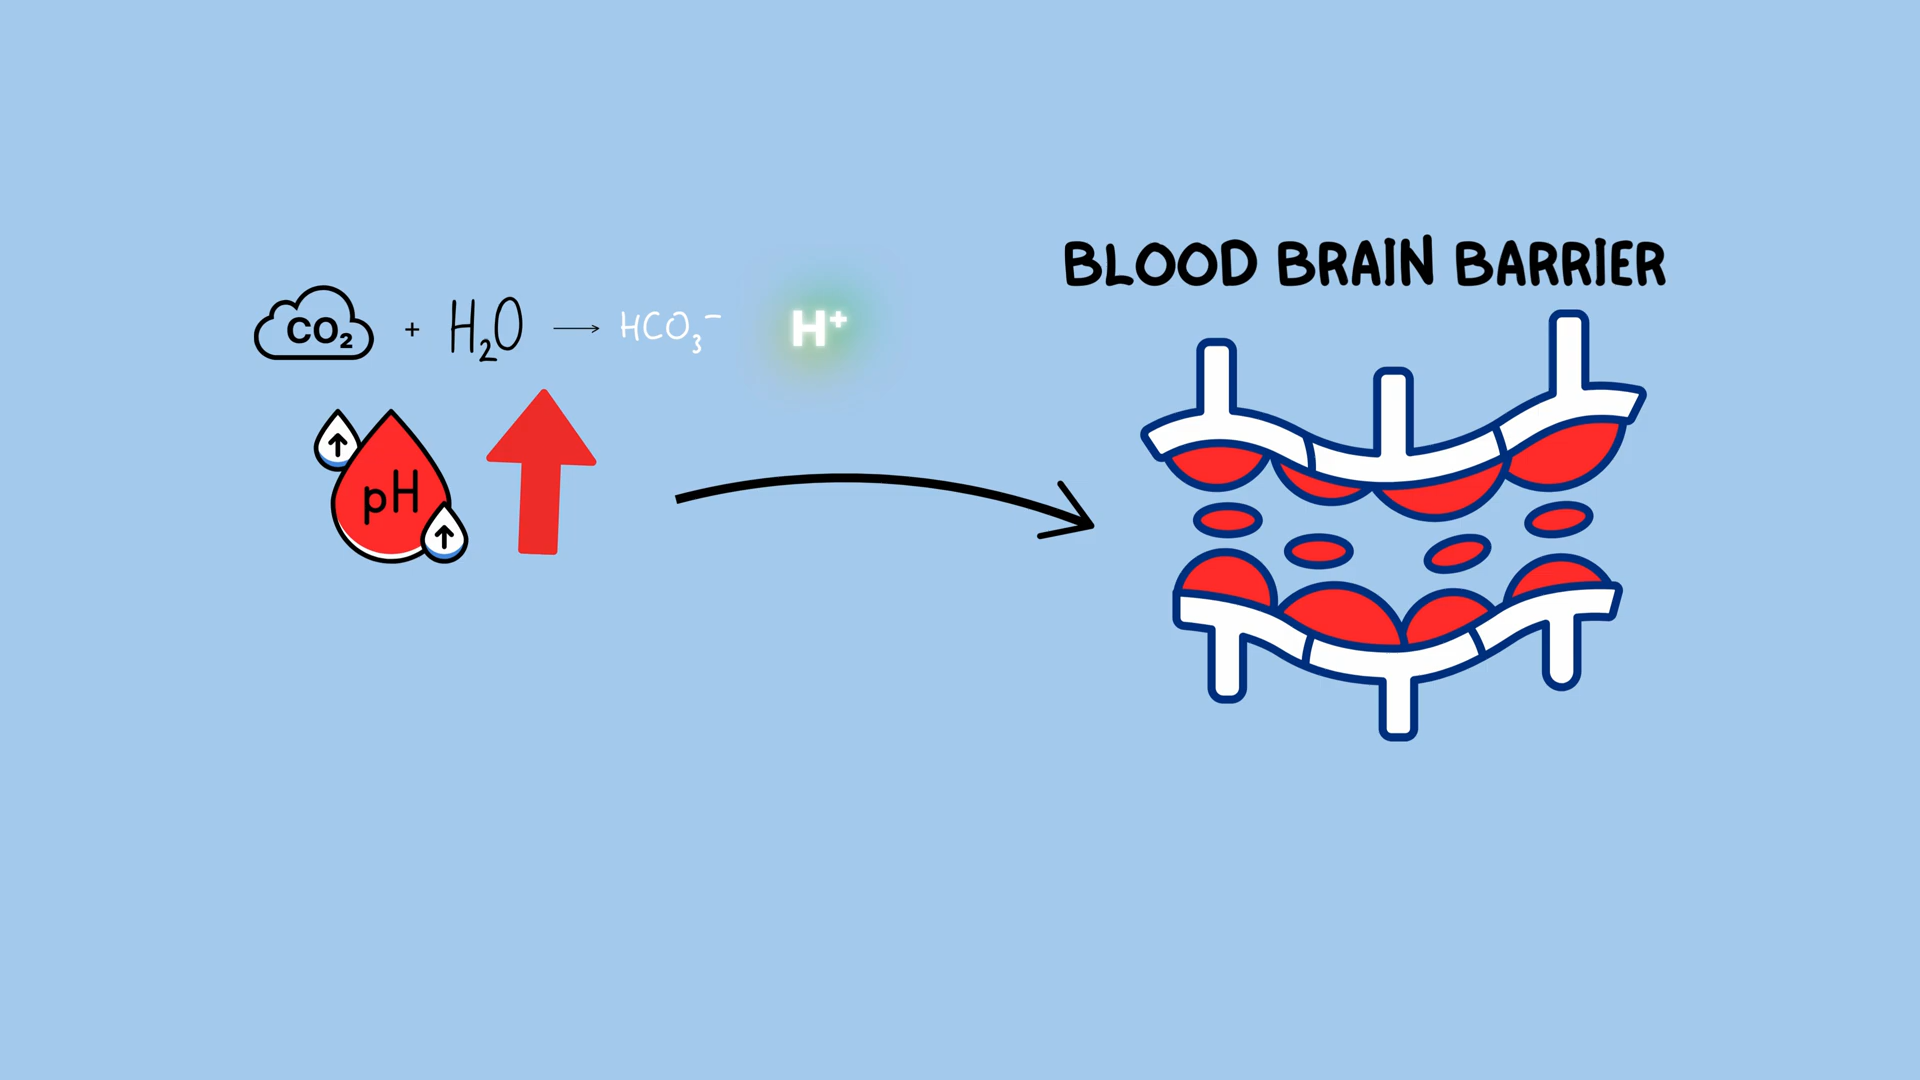 BLOOD BRAIN BARRIER
CO₂ + H₂O → HCO₃⁻ H⁺
pH